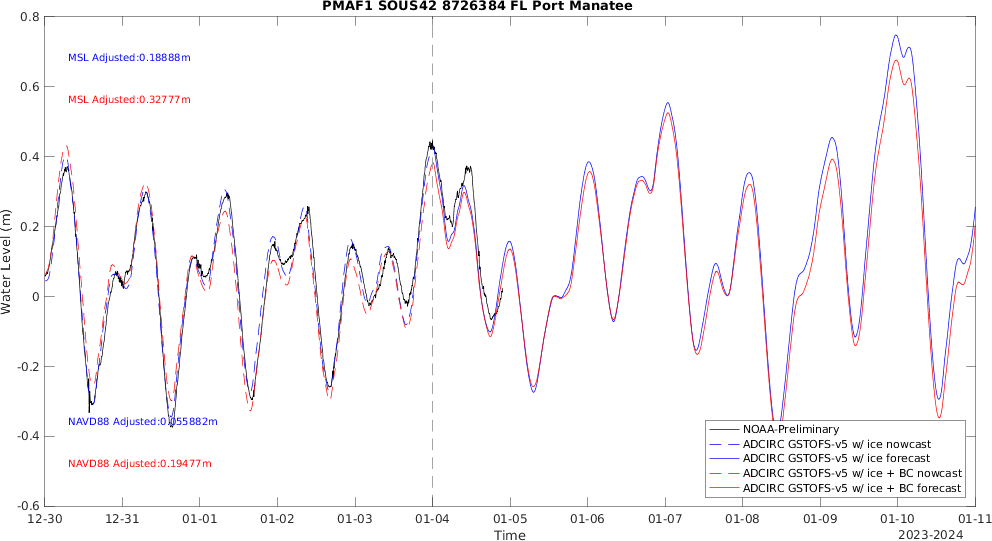 PMAF1 SOUS42 8726384 FL Port Manatee
0.8
0.6
0.4
0.2
0
-0.2
-0.4
-0.6
Water Level (m)
MSL Adjusted:0.18888m
MSL Adjusted:0.32777m
NAVD88 Adjusted:0.055882m
NAVD88 Adjusted:0.19477m
NOAA-Preliminary
ADCIRC GSTOFS-v5 w/ ice nowcast
ADCIRC GSTOFS-v5 w/ ice forecast
ADCIRC GSTOFS-v5 w/ ice + BC nowcast
ADCIRC GSTOFS-v5 w/ ice + BC forecast
12-30 12-31 01-01 01-02 01-03 01-04 01-05 01-06 01-07 01-08 01-09 01-10 01-11
Time
2023-2024